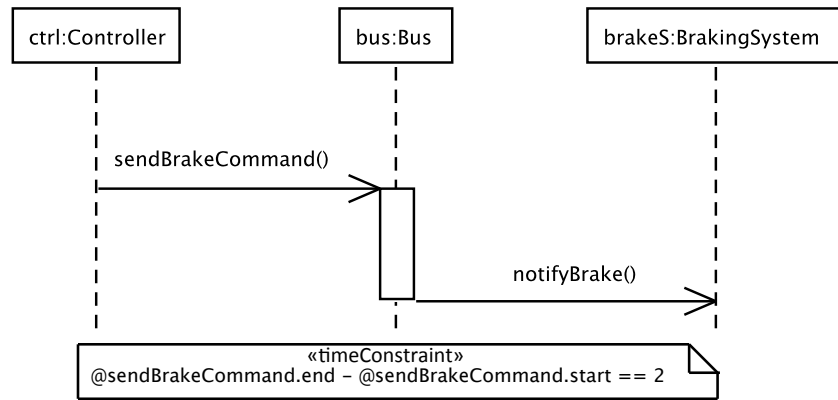 ctrl:Controller
bus:Bus
brakeS:BrakingSystem
sendBrakeCommand()
notifyBrake()
«timeConstraint»
@sendBrakeCommand.end – @sendBrakeCommand.start == 2